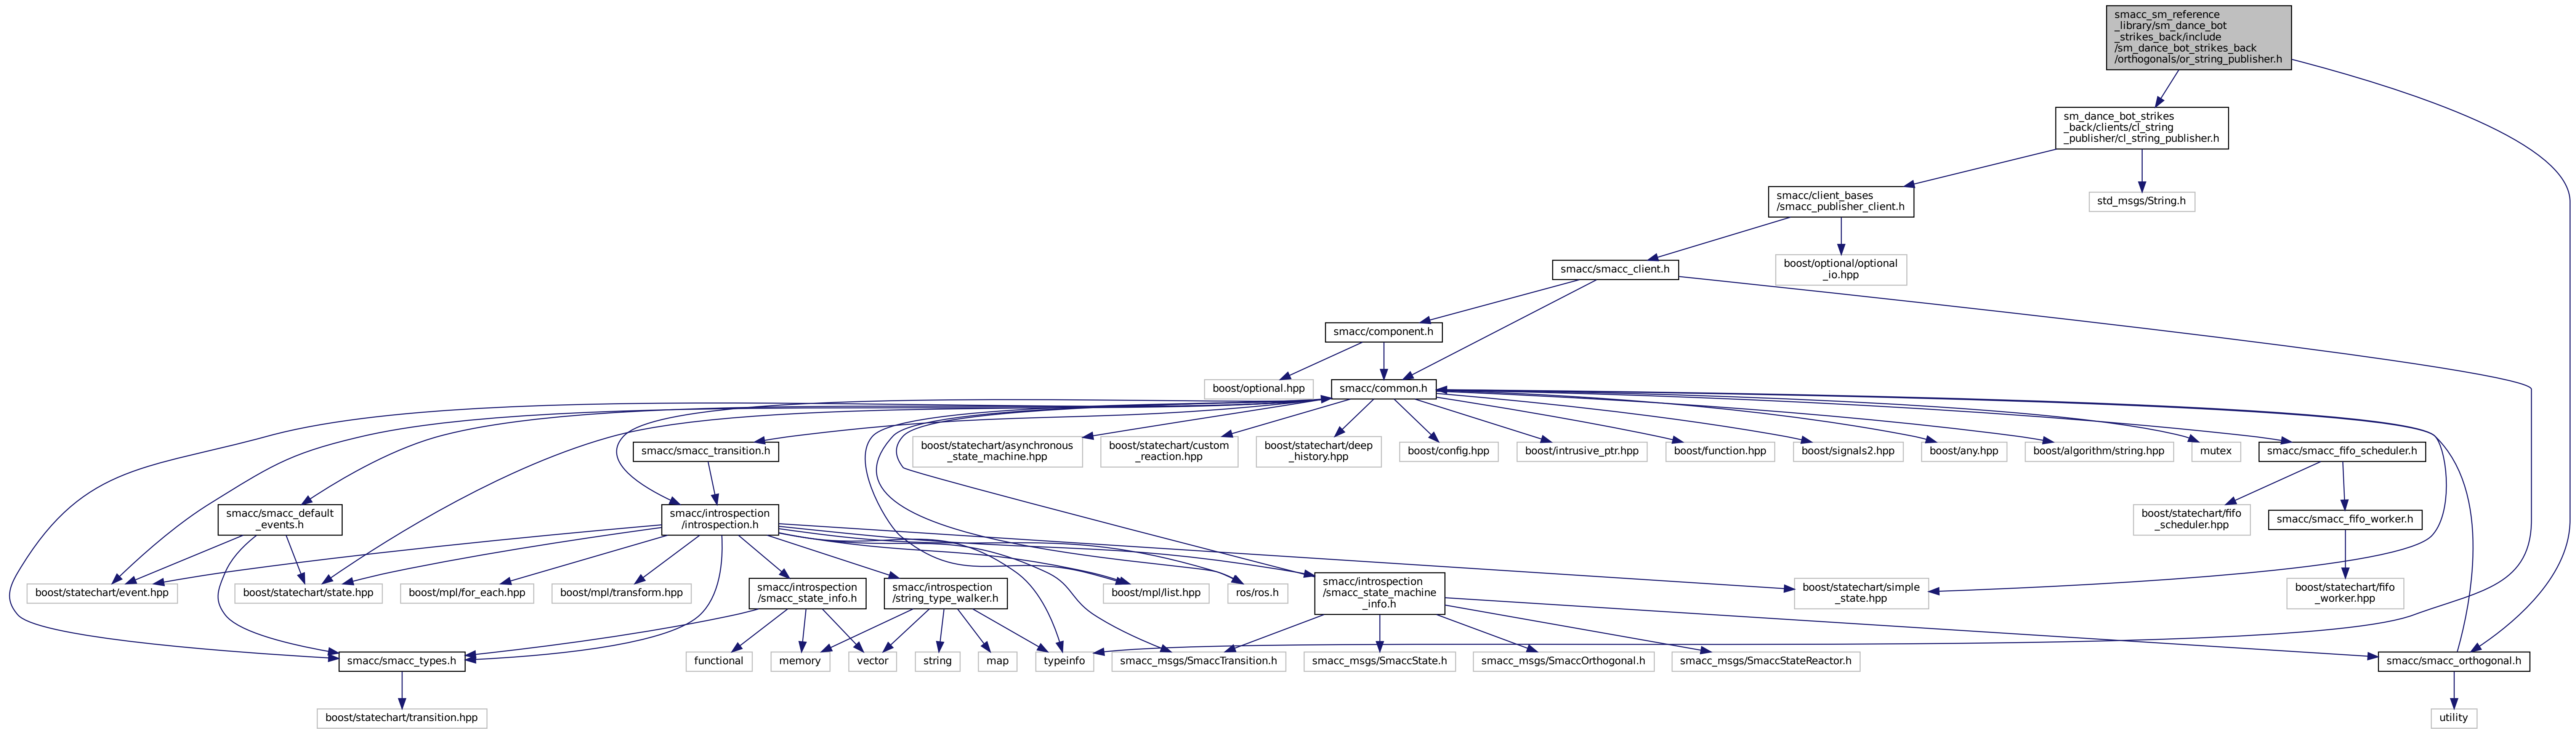 smacc_sm_reference
_library/sm_dance_bot
_strikes_back/include
/sm_dance_bot_strikes_back
/orthogonals/or_string_publisher.h
sm_dance_bot_strikes
_back/clients/cl_string
_publisher/cl_string_publisher.h
smacc/client_bases
/smacc_publisher_client.h
std_msgs/String.h
smacc/smacc_client.h
boost/optional/optional
_io.hpp
smacc/component.h
boost/optional.hpp
smacc/common.h
smacc/smacc_transition.h
boost/statechart/asynchronous
_state_machine.hpp
boost/statechart/custom
_reaction.hpp
boost/statechart/deep
_history.hpp
boost/config.hpp
boost/intrusive_ptr.hpp
boost/function.hpp
boost/signals2.hpp
boost/any.hpp
boost/algorithm/string.hpp
mutex
smacc/smacc_fifo_scheduler.h
smacc/smacc_default
_events.h
smacc/introspection
/introspection.h
boost/statechart/fifo
_scheduler.hpp
smacc/smacc_fifo_worker.h
boost/statechart/event.hpp
boost/statechart/state.hpp
boost/mpl/for_each.hpp
boost/mpl/transform.hpp
smacc/introspection
/smacc_state_info.h
smacc/introspection
/string_type_walker.h
boost/mpl/list.hpp
ros/ros.h
smacc/introspection
/smacc_state_machine
_info.h
boost/statechart/simple
_state.hpp
boost/statechart/fifo
_worker.hpp
smacc/smacc_types.h
functional
memory
vector
string
map
typeinfo
smacc_msgs/SmaccTransition.h
smacc_msgs/SmaccState.h
smacc_msgs/SmaccOrthogonal.h
smacc_msgs/SmaccStateReactor.h
smacc/smacc_orthogonal.h
boost/statechart/transition.hpp
utility